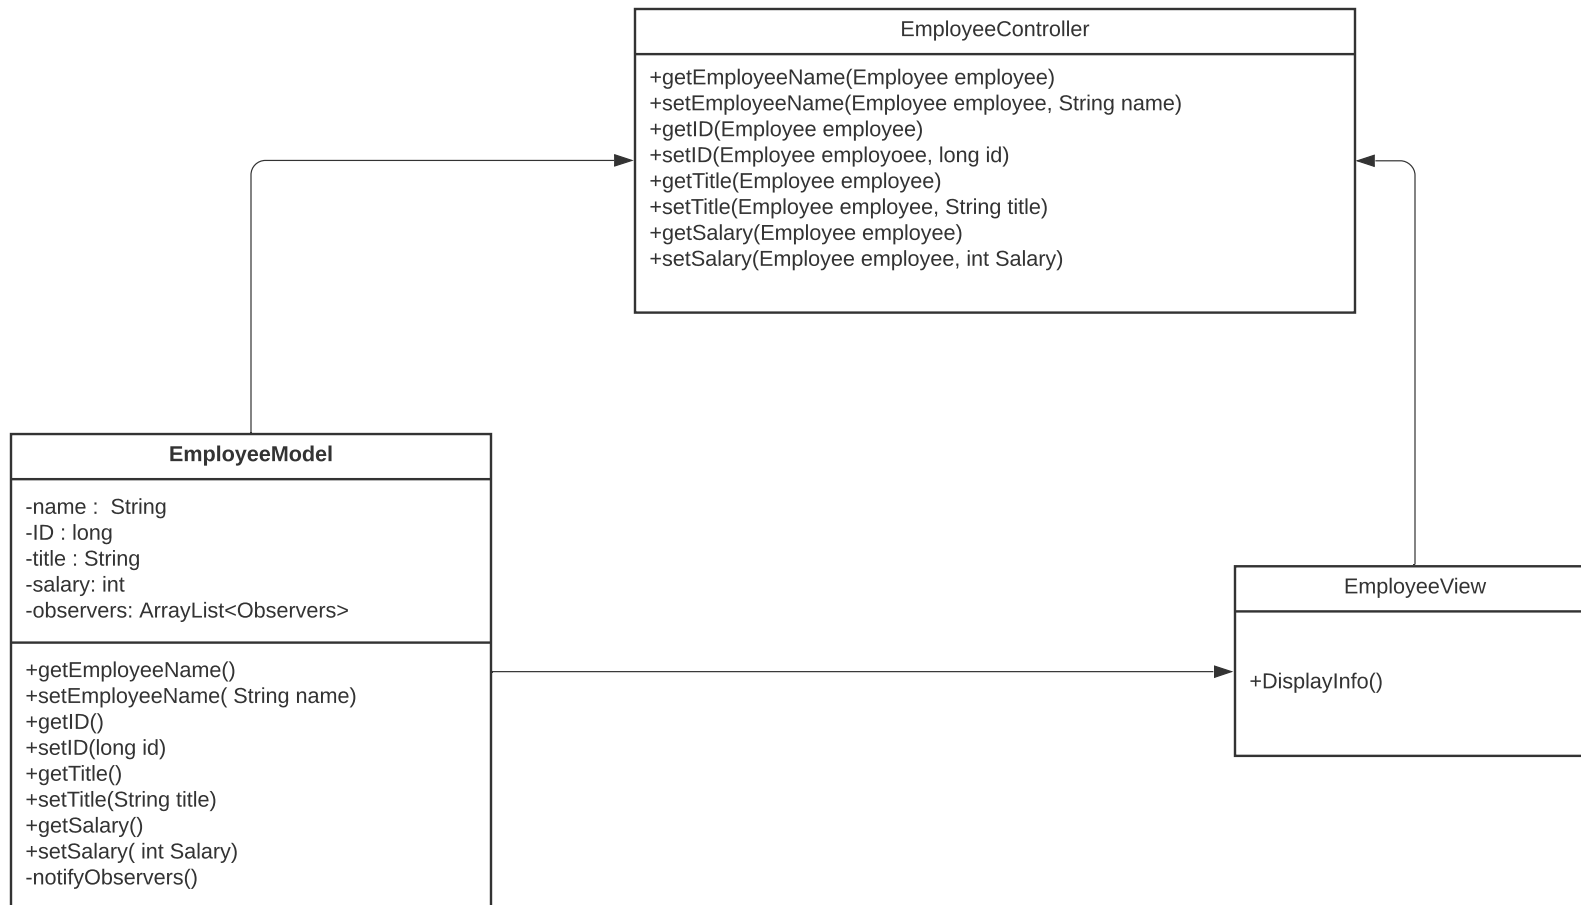 EmployeeController
+getEmployeeName(Employee employee)
+setEmployeeName(Employee employee, String name)
+getID(Employee employee)
+setID(Employee employoee, long id)
+getTitle(Employee employee)
+setTitle(Employee employee, String title)
+getSalary(Employee employee)
+setSalary(Employee employee, int Salary)
EmployeeModel
-name :  String
-ID : long
-title : String
-salary: int
-observers: ArrayList<Observers>
+getEmployeeName()
+setEmployeeName( String name)
+getID()
+setID(long id)
+getTitle()
+setTitle(String title)
+getSalary()
+setSalary( int Salary)
-notifyObservers()
EmployeeView
+DisplayInfo()